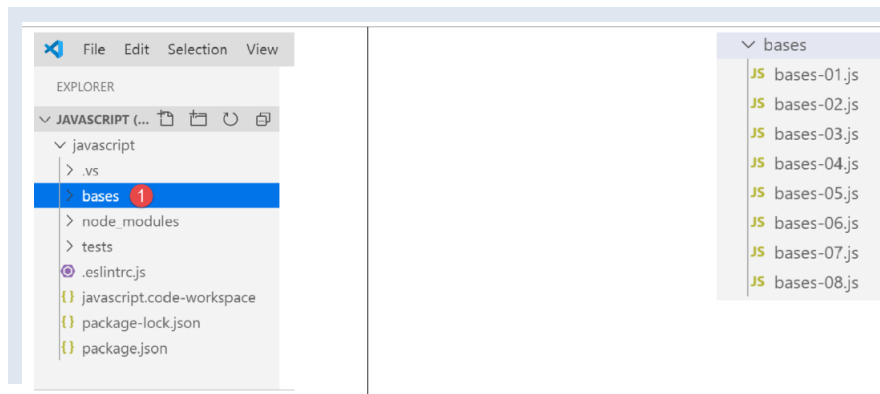 File Edit Selection View
EXPLORER
JAVASCRIPT (...
javascript
.vs
bases 1
node_modules
tests
.eslintrc.js
{} javascript.code-workspace
{} package-lock.json
{} package.json
bases
JS bases-01.js
JS bases-02.js
JS bases-03.js
JS bases-04.js
JS bases-05.js
JS bases-06.js
JS bases-07.js
JS bases-08.js